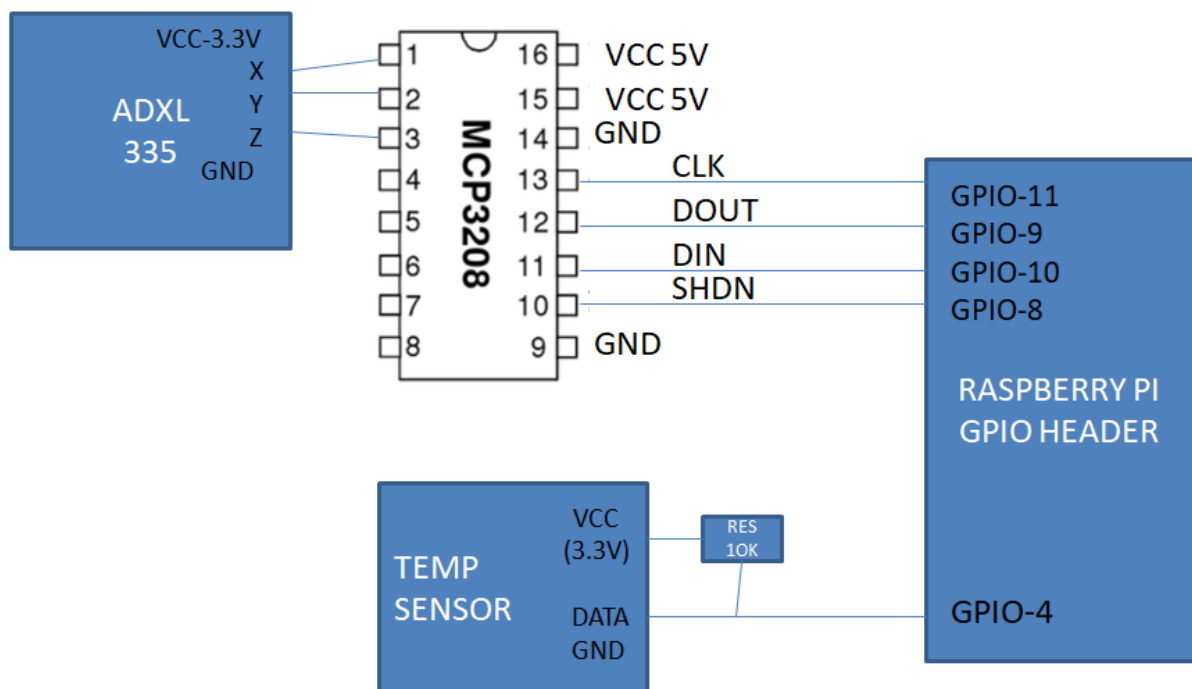 VCC-3.3V
X
Y
Z
GND
ADXL
335
1
2
3
4
5
6
7
8
MCP3208
16
15
14
13
12
11
10
9
VCC 5V
VCC 5V
GND
CLK
DOUT
DIN
SHDN
GND
GPIO-11
GPIO-9
GPIO-10
GPIO-8
RASPBERRY PI
GPIO HEADER
GPIO-4
TEMP
SENSOR
VCC
(3.3V)
DATA
GND
RES
1OK